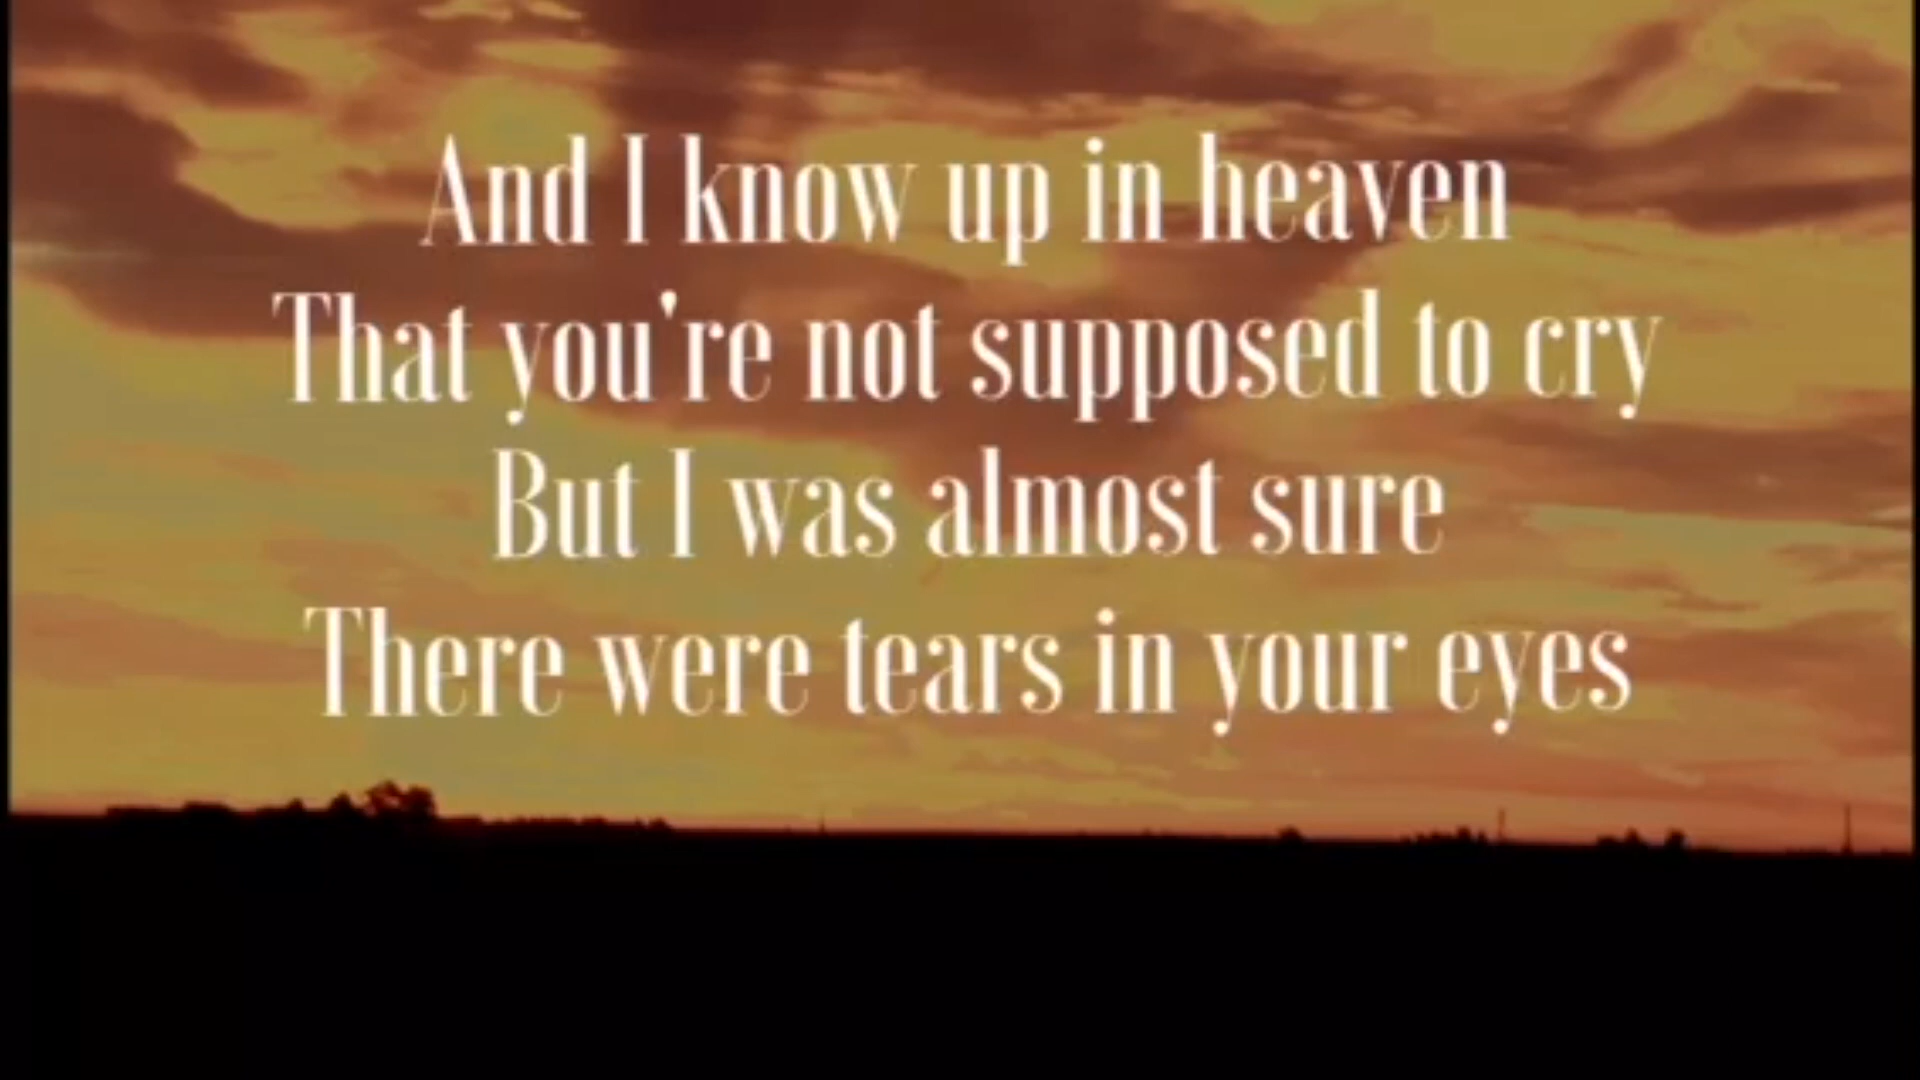 And I know up in heaven
That you're not supposed to cry
But I was almost sure
There were tears in your eyes